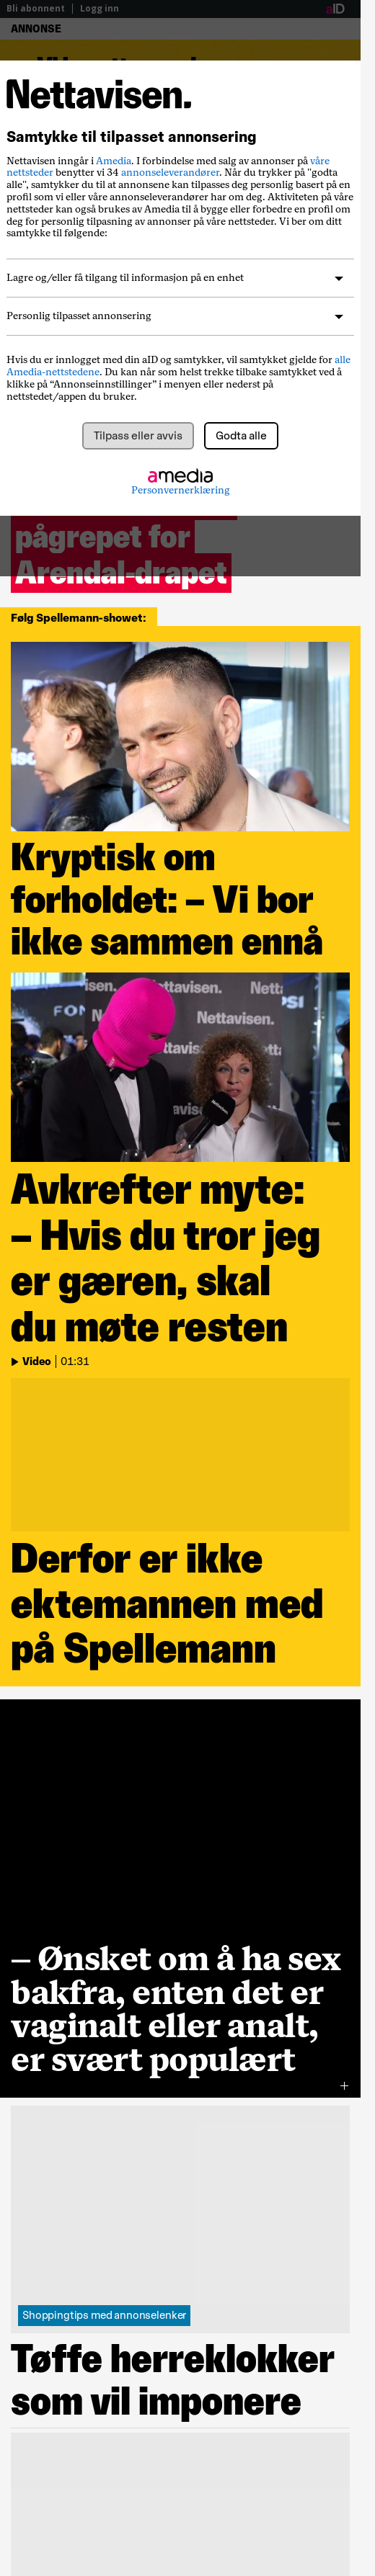 Bli abonnent
Logg inn
aID
ANNONSE
Nettavisen.
Samtykke til tilpasset annonsering
Nettavisen inngår i Amedia. I forbindelse med salg av annonser på våre
nettsteder benytter vi 34 annonseleverandører. Når du trykker på "godta
alle", samtykker du til at annonsene kan tilpasses deg personlig basert på en
profil som vi eller våre annonseleverandører har om deg. Aktiviteten på våre
nettsteder kan også brukes av Amedia til å bygge eller forbedre en profil om
deg for personlig tilpasning av annonser på våre nettsteder. Vi ber om ditt
samtykke til følgende:
Lagre og/eller få tilgang til informasjon på en enhet
Personlig tilpasset annonsering
Hvis du er innlogget med din aID og samtykker, vil samtykket gjelde for alle
Amedia-nettstedene. Du kan når som helst trekke tilbake samtykket ved å
klikke på “Annonseinnstillinger” i menyen eller nederst på
nettstedet/appen du bruker.
Tilpass eller avvis
Godta alle
amedia
Personvernerklæring
pågrepet for
Arendal-drapet
Følg Spellemann-showet:
Kryptisk om
forholdet: – Vi bor
ikke sammen ennå
Nettavisen.
Nettavisen.
Avkrefter myte:
– Hvis du tror jeg
er gæren, skal
du møte resten
Video
01:31
Derfor er ikke
ektemannen med
på Spellemann
– Ønsket om å ha sex
bakfra, enten det er
vaginalt eller analt,
er svært populært
Shoppingtips med annonselenker
Tøffe herreklokker
som vil imponere